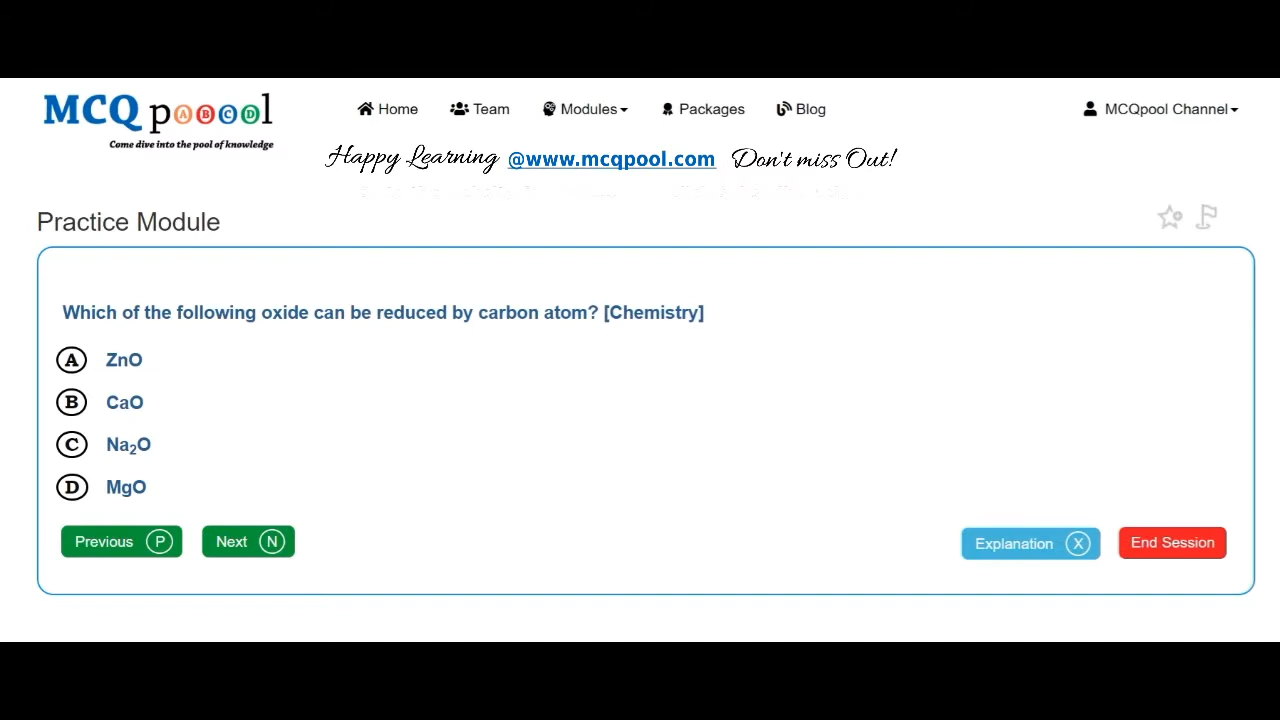 MCQ pooool
Come dive into the pool of knowledge
Home Team Modules Packages Blog MCQpool Channel
Happy Learning @www.mcqpool.com Don't miss Out!
Practice Module
Which of the following oxide can be reduced by carbon atom? [Chemistry]
A ZnO
B CaO
C Na₂O
D MgO
Previous P Next N Explanation X End Session